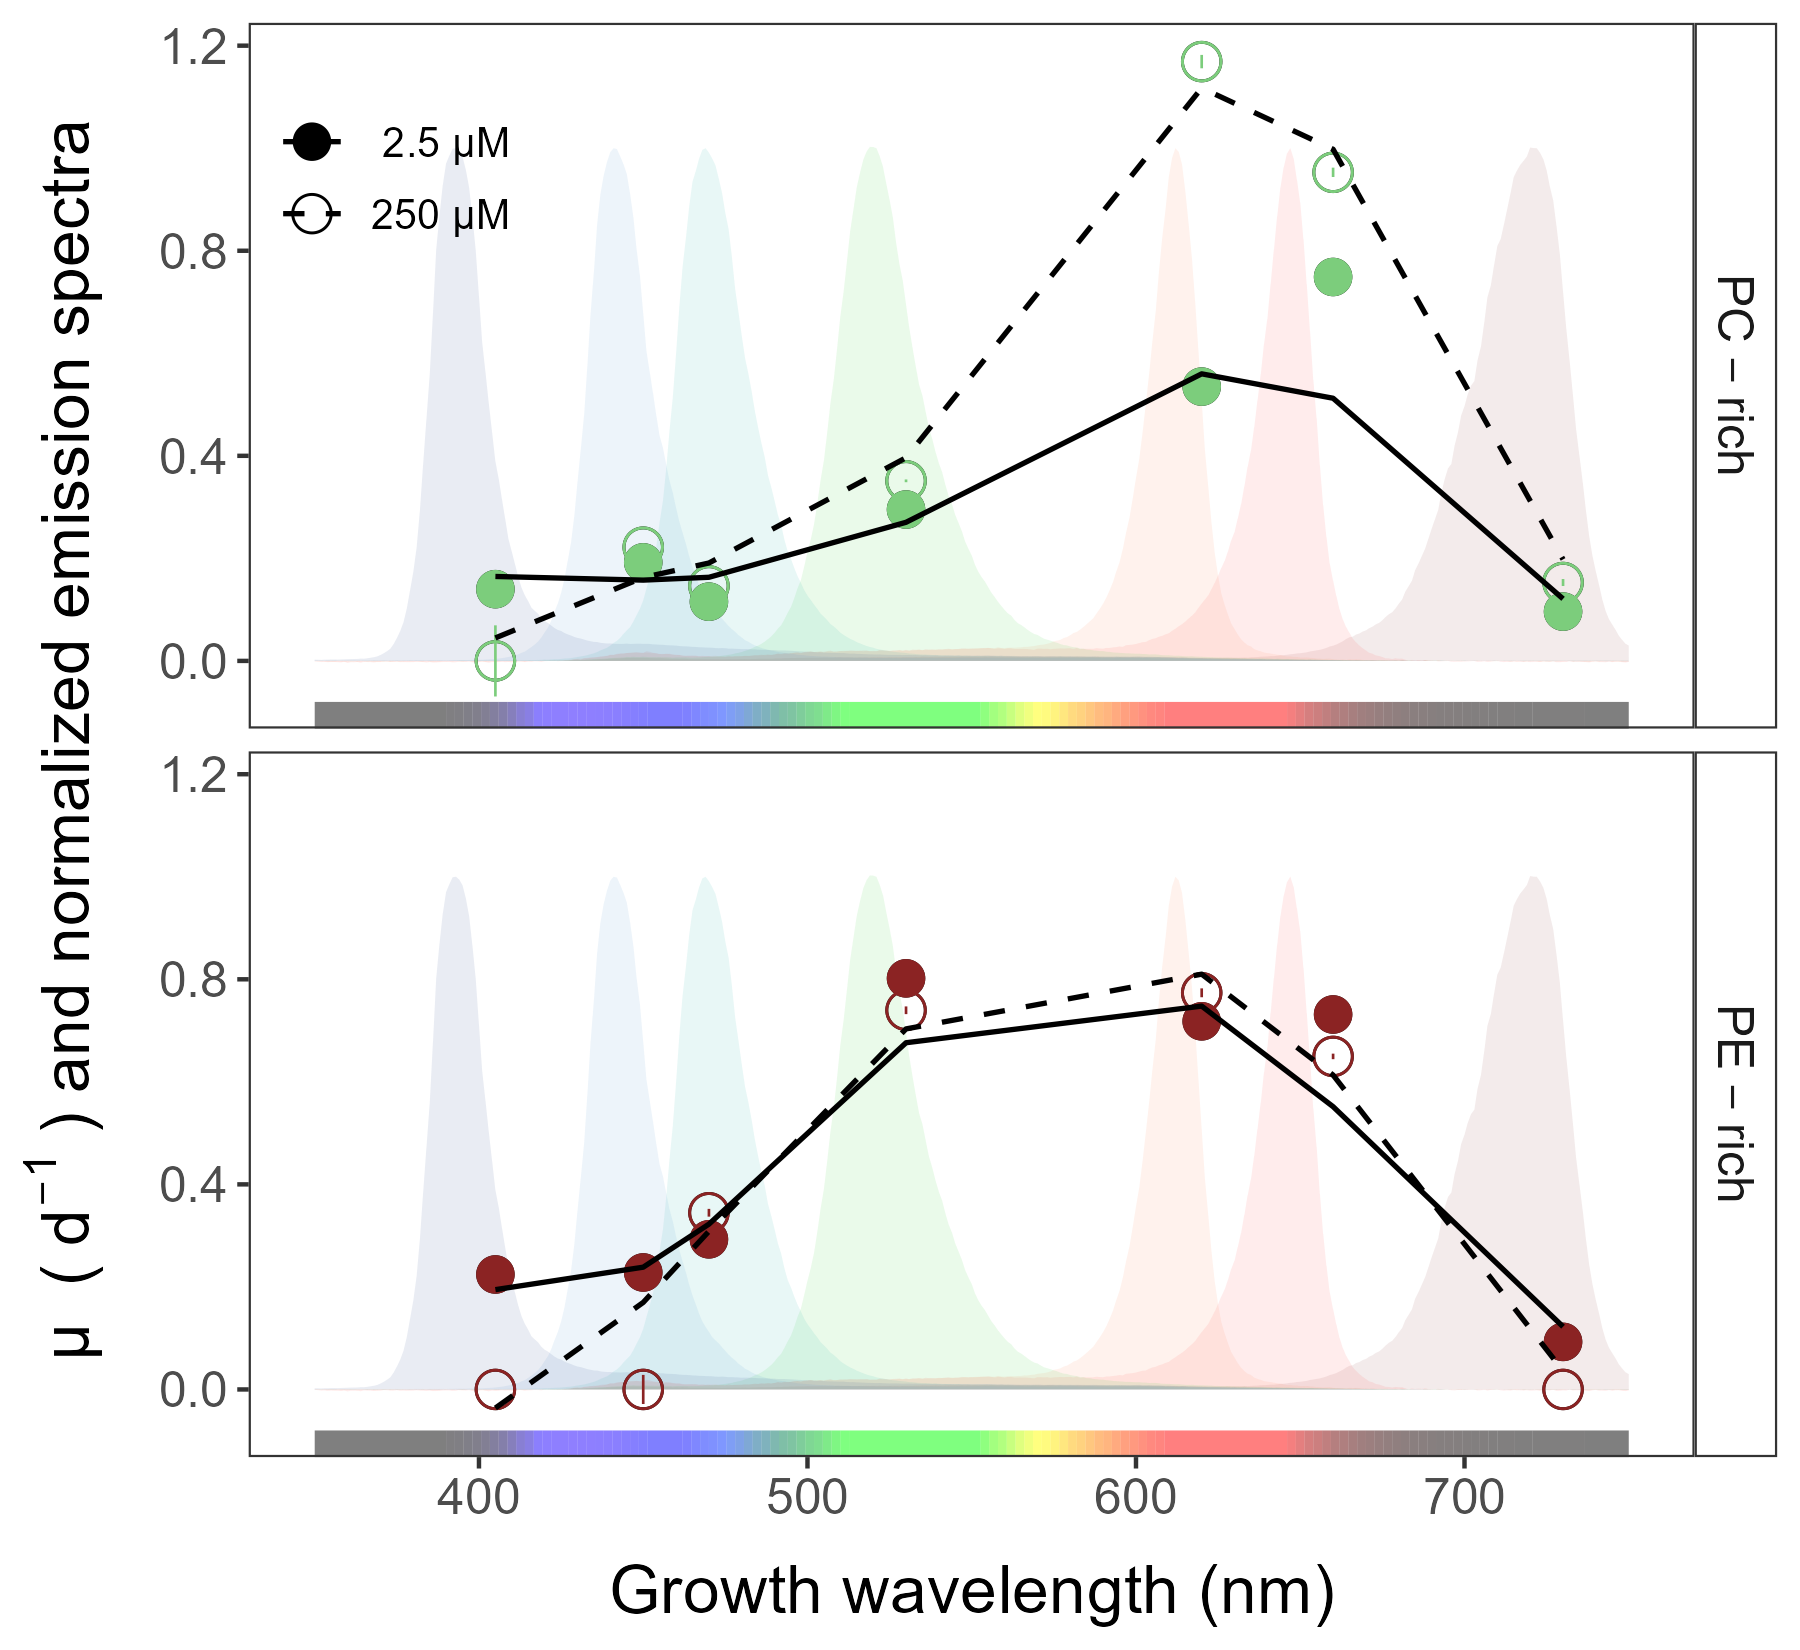 μ ( d⁻¹ ) and normalized emission spectra
1.2
0.8
0.4
0.0
2.5 μM
250 μM
PC – rich
1.2
0.8
0.4
0.0
PE – rich
400 500 600 700
Growth wavelength (nm)